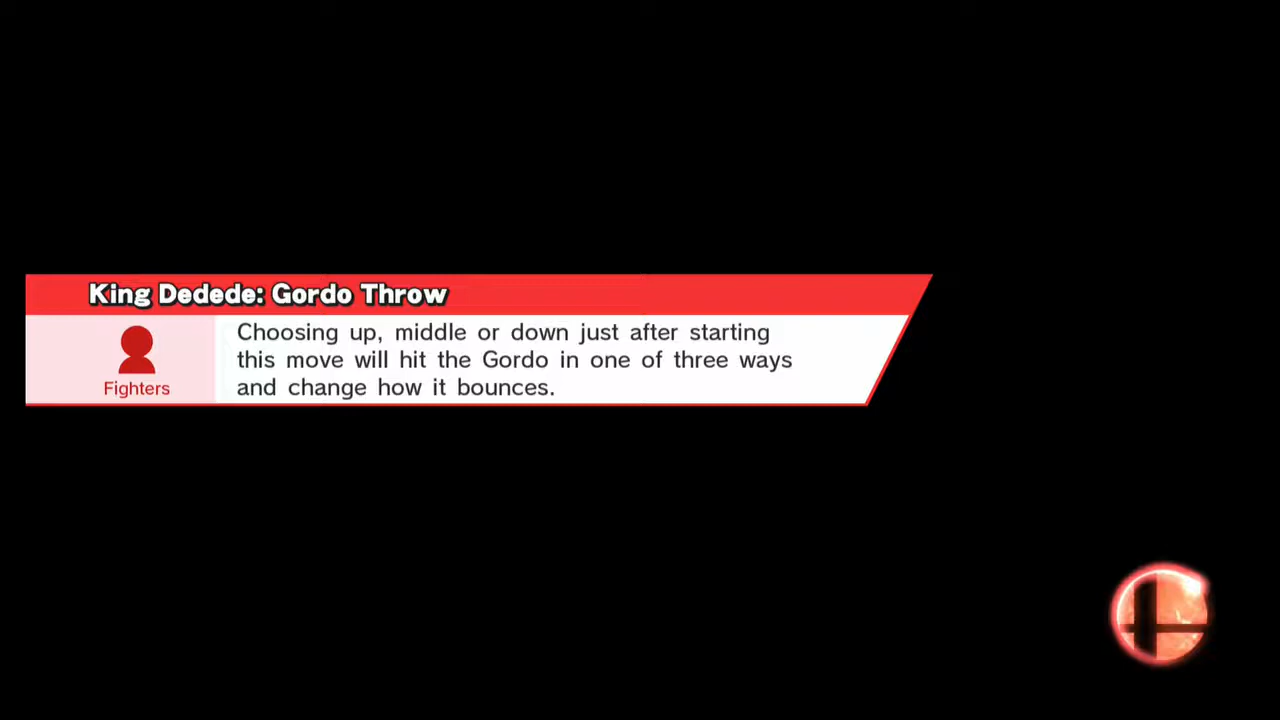 King Dedede: Gordo Throw
Fighters
Choosing up, middle or down just after starting
this move will hit the Gordo in one of three ways
and change how it bounces.